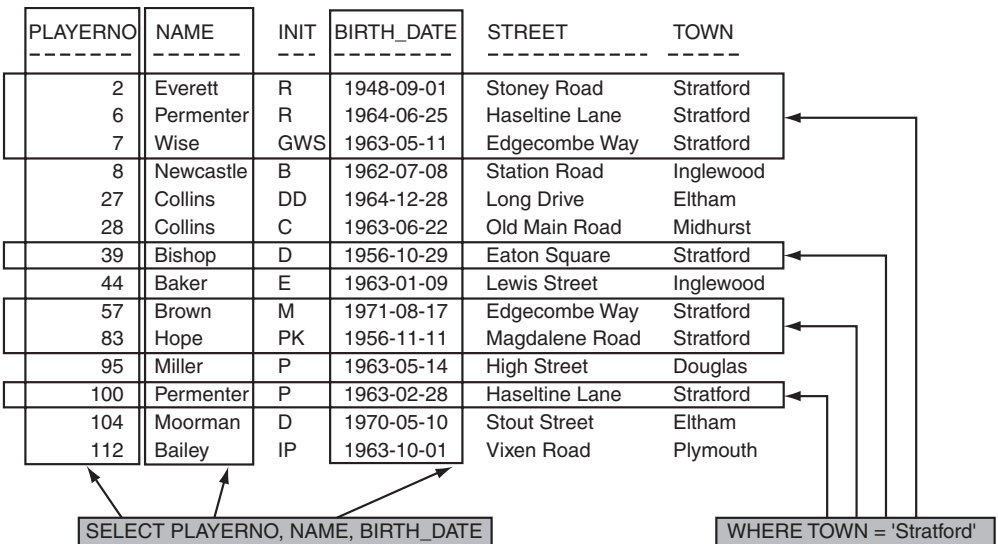 PLAYERNO NAME INIT BIRTH_DATE STREET TOWN
2 Everett R 1948-09-01 Stoney Road Stratford
6 Permenter R 1964-06-25 Haseltine Lane Stratford
7 Wise GWS 1963-05-11 Edgecombe Way Stratford
8 Newcastle B 1962-07-08 Station Road Inglewood
27 Collins DD 1964-12-28 Long Drive Eltham
28 Collins C 1963-06-22 Old Main Road Midhurst
39 Bishop D 1956-10-29 Eaton Square Stratford
44 Baker E 1963-01-09 Lewis Street Inglewood
57 Brown M 1971-08-17 Edgecombe Way Stratford
83 Hope PK 1956-11-11 Magdalene Road Stratford
95 Miller P 1963-05-14 High Street Douglas
100 Permenter P 1963-02-28 Haseltine Lane Stratford
104 Moorman D 1970-05-10 Stout Street Eltham
112 Bailey IP 1963-10-01 Vixen Road Plymouth
SELECT PLAYERNO, NAME, BIRTH_DATE WHERE TOWN = 'Stratford'